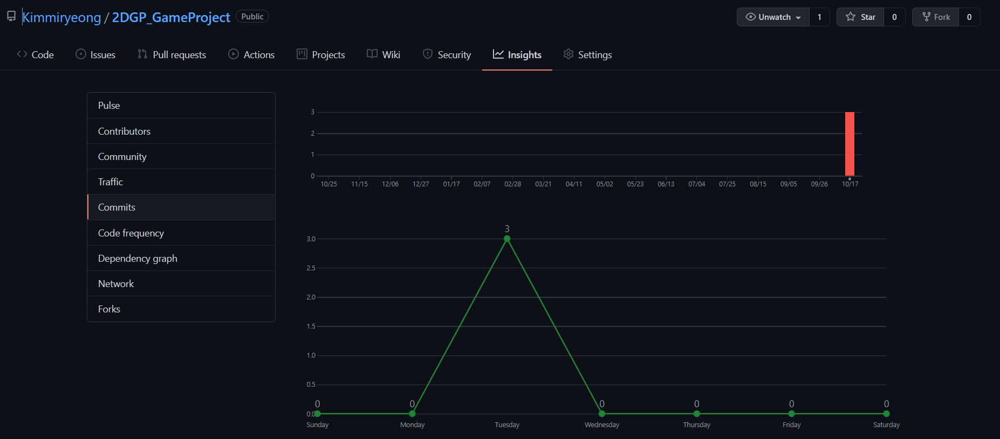 Kimmiryeong / 2DGP_GameProject Public Unwatch 1 Star 0 Fork 0
Code Issues Pull requests Actions Projects Wiki Security Insights Settings
Pulse
Contributors
Community
Traffic
Commits
Code frequency
Dependency graph
Network
Forks
3
2
1
0
10/25 11/15 12/06 12/27 01/17 02/07 02/28 03/21 04/11 05/02 05/23 06/13 07/04 07/25 08/15 09/05 09/26 10/17
3
3.0
2.5
2.0
1.5
1.0
0.5
0 0 0 0 0 0
0.0
Sunday Monday Tuesday Wednesday Thursday Friday Saturday